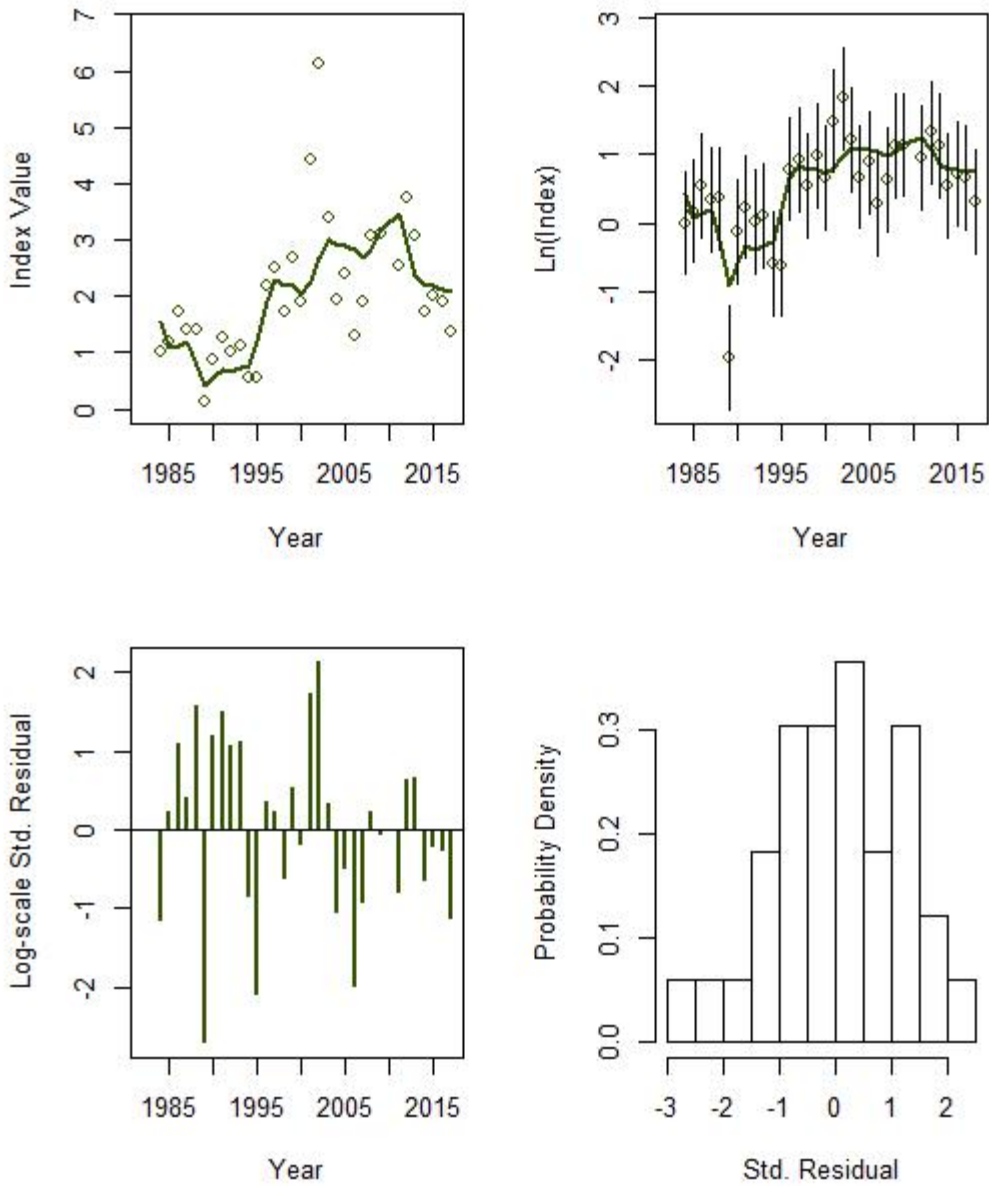 7
6
5
4
3
2
1
0
Index Value
1985 1995 2005 2015
Year
3
2
1
0
-1
-2
Ln(Index)
1985 1995 2005 2015
Year
2
1
0
-1
-2
Log-scale Std. Residual
1985 1995 2005 2015
Year
0.3
0.2
0.1
0.0
Probability Density
-3 -2 -1 0 1 2
Std. Residual